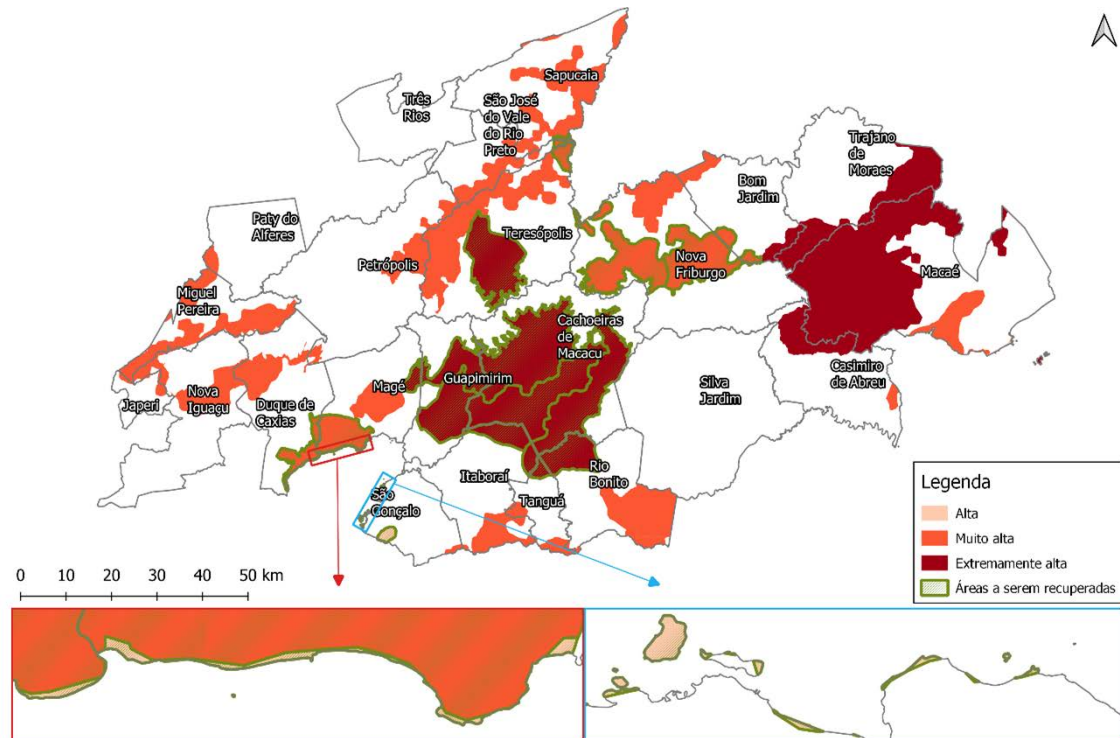 Sapucaia
São José
do Vale
do Rio
Preto
Três
Rios
Trajano
de
Moraes
Bom
Jardim
Paty do
Alferes
Teresópolis
Nova
Friburgo
Petrópolis
Macaé
Miguel
Pereira
Cachoeiras
de
Macacu
Guapimirim
Casimiro
de Abreu
Magé
Silva
Jardim
Japeri
Nova
Iguaçu
Duque de
Caxias
Itaboraí
Rio
Bonito
São
Gonçalo
Tanguá
Legenda
Alta
Muito alta
Extremamente alta
Áreas a serem recuperadas
0 10 20 30 40 50 km